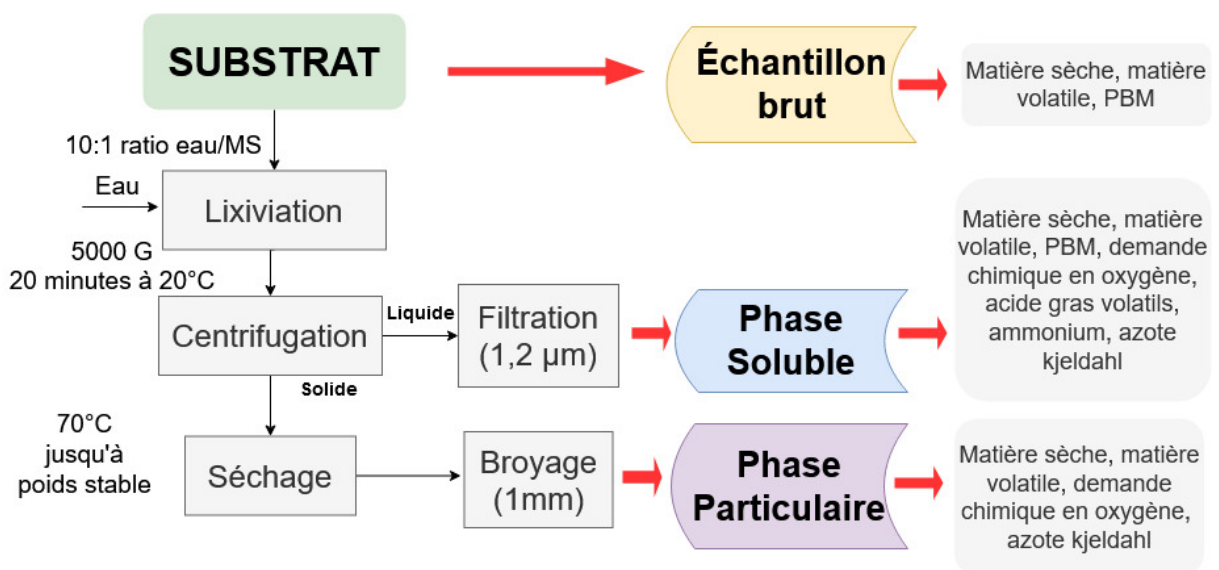 SUBSTRAT
Échantillon
brut
Matière sèche, matière
volatile, PBM
10:1 ratio eau/MS
Eau
Lixiviation
5000 G
20 minutes à 20°C
Centrifugation
Liquide
Filtration
(1,2 µm)
Phase
Soluble
Matière sèche, matière
volatile, PBM, demande
chimique en oxygène,
acide gras volatils,
ammonium, azote
kjeldahl
Solide
70°C
jusqu'à
poids stable
Séchage
Broyage
(1mm)
Phase
Particulaire
Matière sèche, matière
volatile, demande
chimique en oxygène,
azote kjeldahl